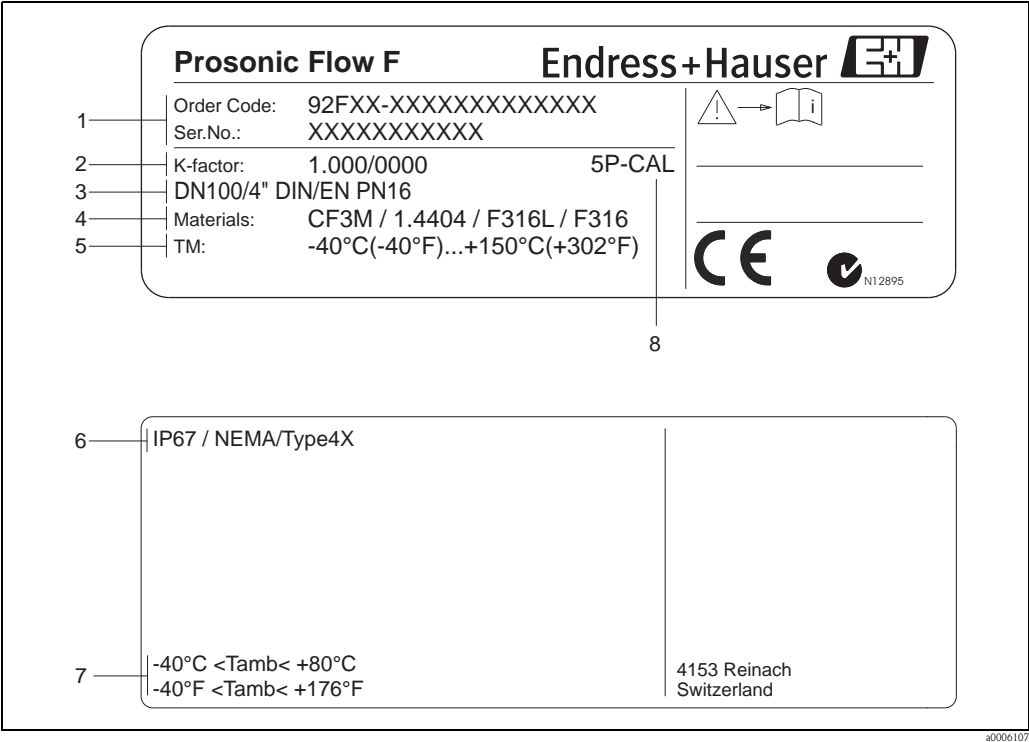 Prosonic Flow F
Endress+Hauser
1
Order Code: 92FXX-XXXXXXXXXXXXX
Ser.No.: XXXXXXXXXXX
i
2
K-factor: 1.000/0000 5P-CAL
3
DN100/4" DIN/EN PN16
4
Materials: CF3M / 1.4404 / F316L / F316
5
TM: -40°C(-40°F)...+150°C(+302°F)
CE
N12895
8
6
IP67 / NEMA/Type4X
7
-40°C <Tamb< +80°C
-40°F <Tamb< +176°F
4153 Reinach
Switzerland
a0006107